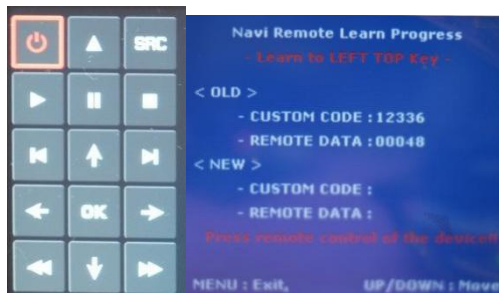 SRC
OK
Navi Remote Learn Progress
- Learn to LEFT TOP Key -
< OLD >
- CUSTOM CODE : 12336
- REMOTE DATA : 00048
< NEW >
- CUSTOM CODE :
- REMOTE DATA :
Press remote control of the device!!
MENU : Exit, UP/DOWN : Move